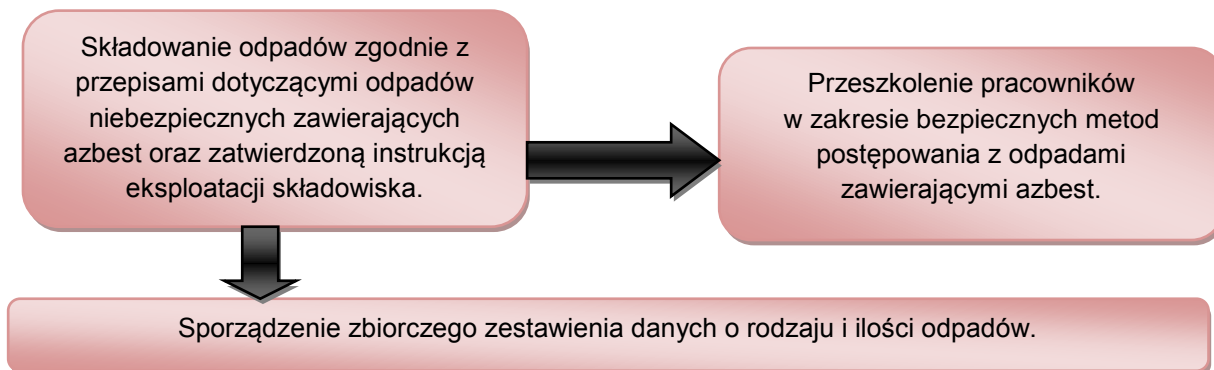 Składowanie odpadów zgodnie z
przepisami dotyczącymi odpadów
niebezpiecznych zawierających
azbest oraz zatwierdzoną instrukcją
eksploatacji składowiska.
Przeszkolenie pracowników
w zakresie bezpiecznych metod
postępowania z odpadami
zawierającymi azbest.
Sporządzenie zbiorczego zestawienia danych o rodzaju i ilości odpadów.